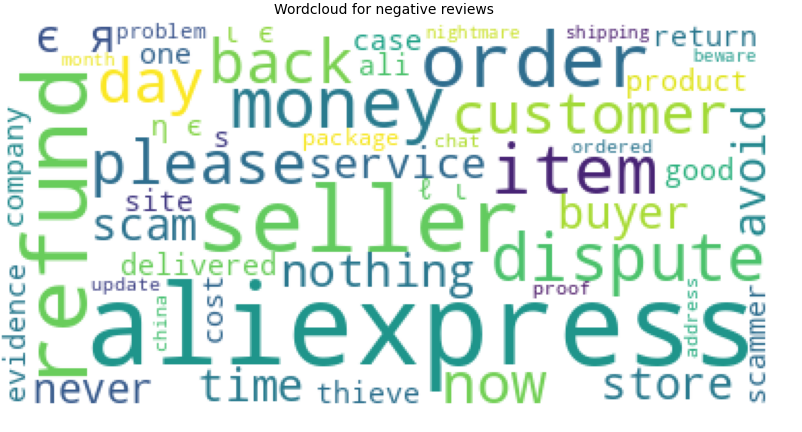 Wordcloud for negative reviews
є я
problem
ι є
case
nightmare
shipping
return
month
one
back
ali
order
beware
day
product
refund
money
customer
η є
s
package
chat
company
please
service
item
ordered
good
avoid
site
scam
seller
ℓ ι
buyer
delivered
nothing
dispute
evidence
update
china
cost
aliexpress
proof
address
scammer
never
time
thieve
now
store